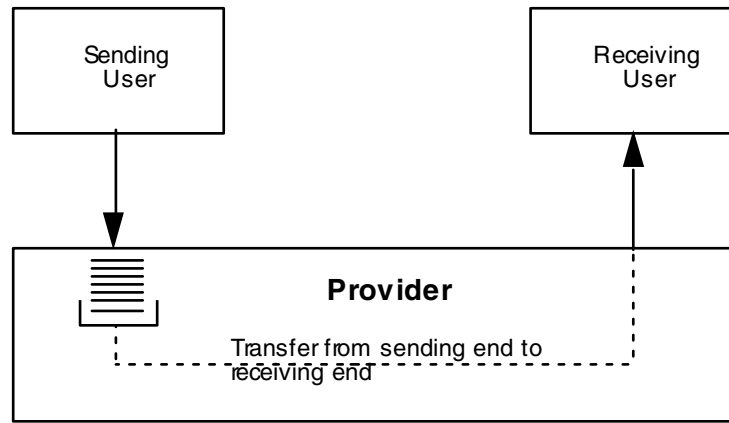 Sending
User
Receiving
User
Provider
Transfer from sending end to
receiving end